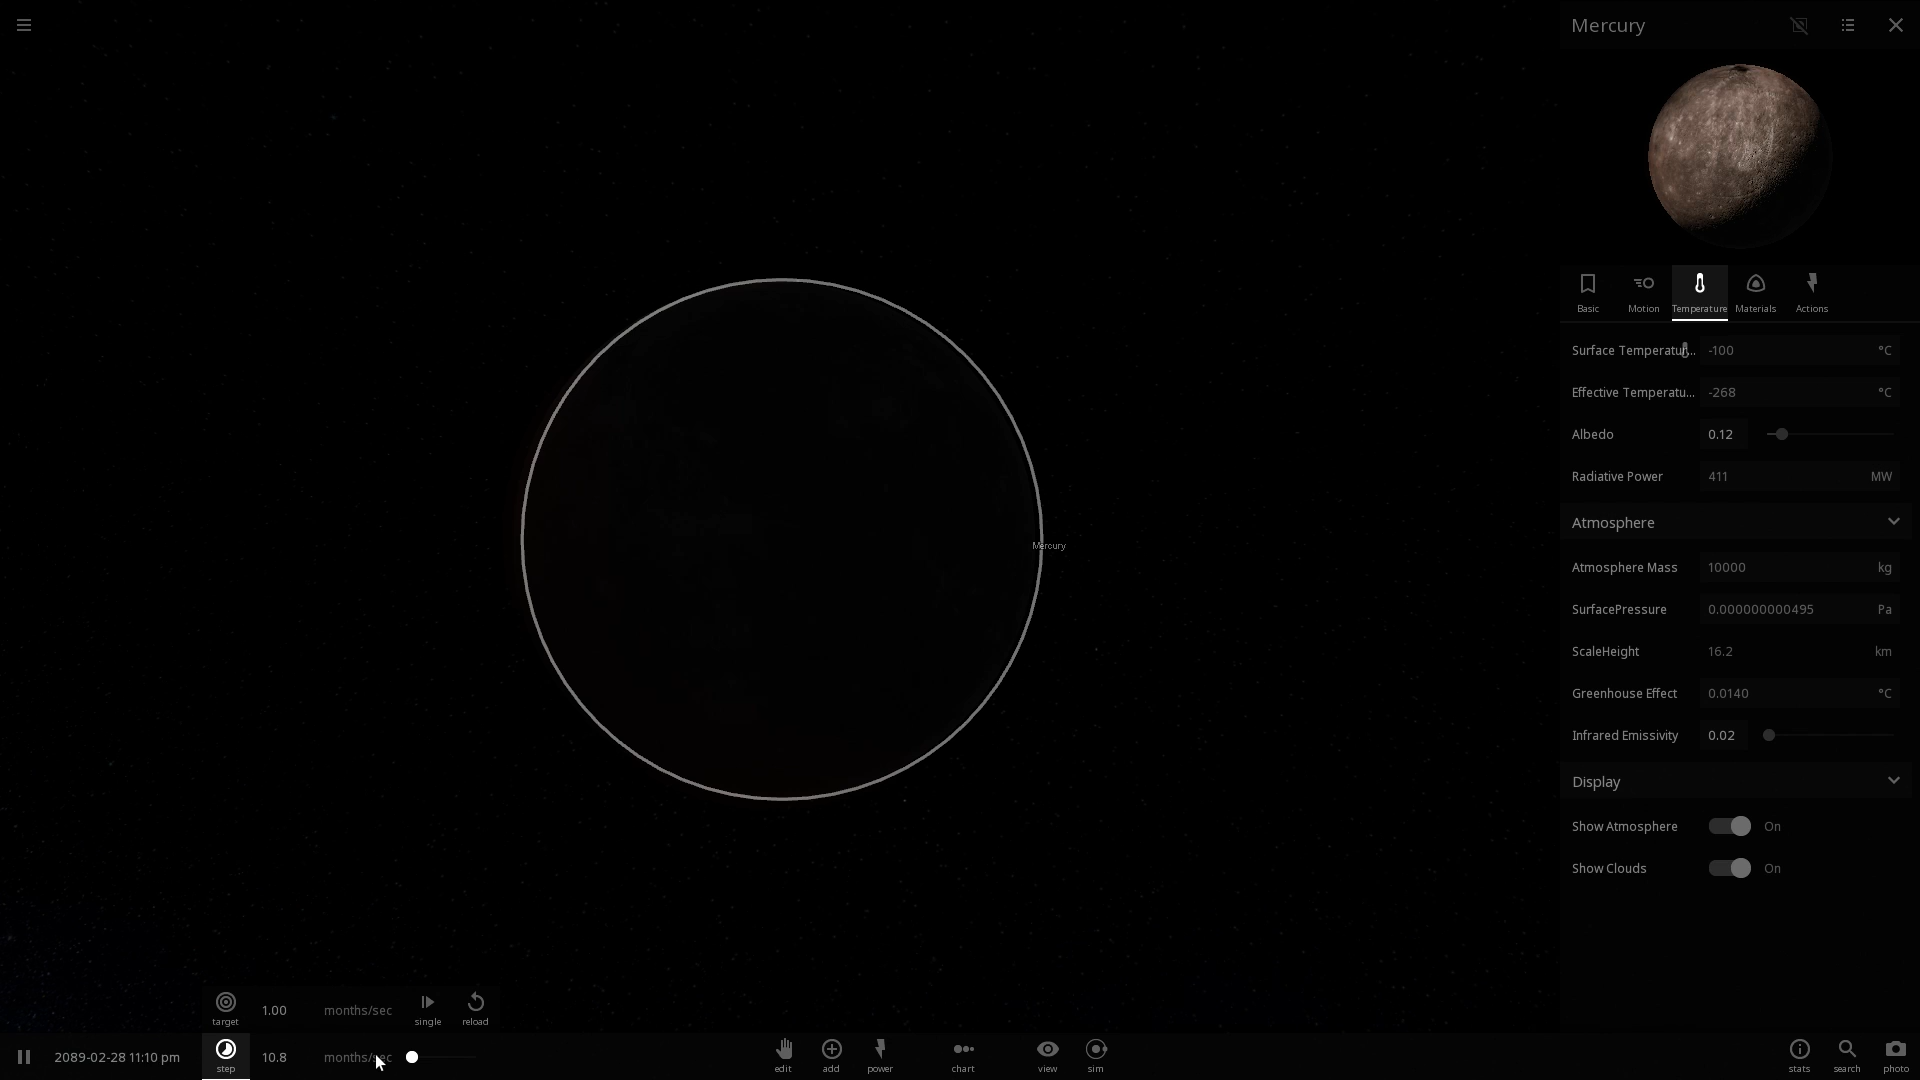 Mercury
Basic
Motion
Temperature
Materials
Actions
Surface Temperatur... -100 °C
Effective Temperatu... -268 °C
Albedo 0.12
Radiative Power 411 MW
Atmosphere
Atmosphere Mass 10000 kg
SurfacePressure 0.000000000495 Pa
ScaleHeight 16.2 km
Greenhouse Effect 0.0140 °C
Infrared Emissivity 0.02
Display
Show Atmosphere On
Show Clouds On
Mercury
target
1.00 months/sec
single
reload
2089-02-28 11:10 pm
step
10.8 months/sec
edit
add
power
chart
view
sim
stats
search
photo